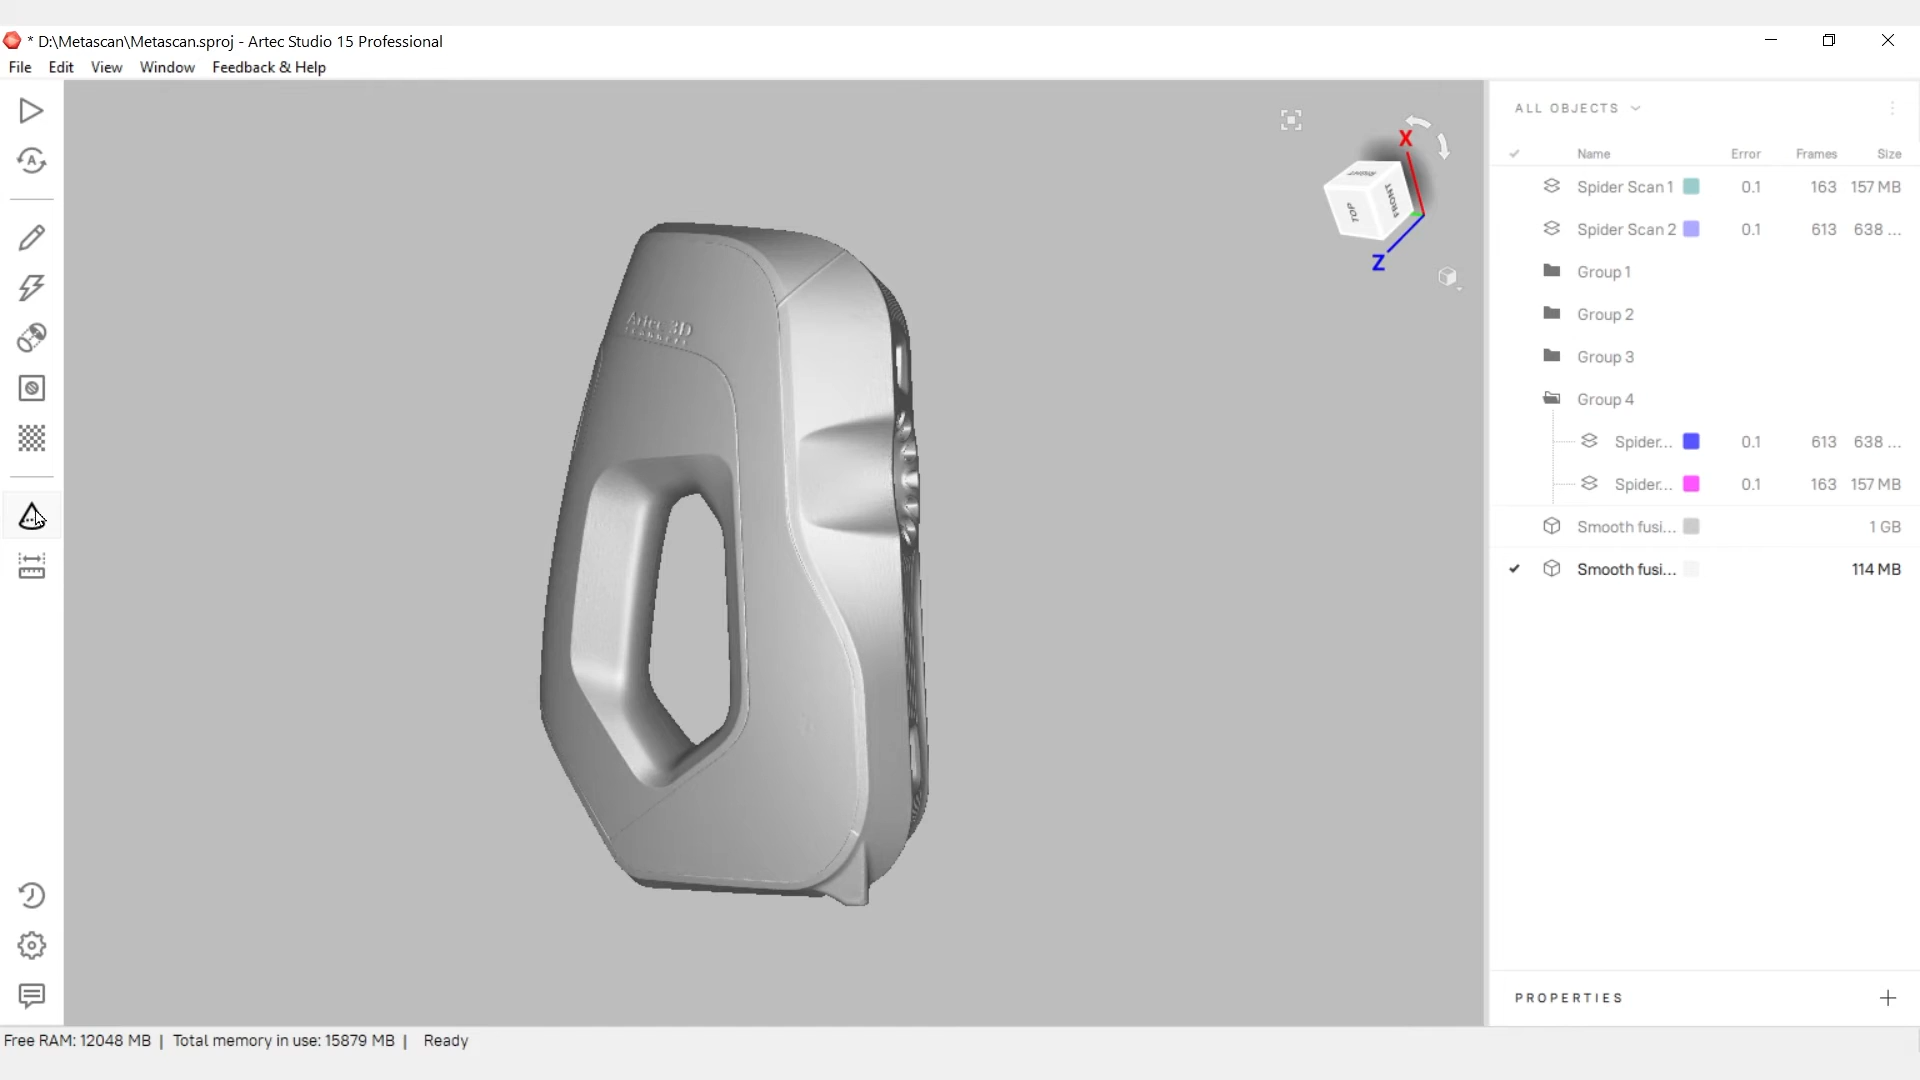 * D:\Metascan\Metascan.sproj - Artec Studio 15 Professional
File Edit View Window Feedback & Help
ALL OBJECTS
Name Error Frames Size
Spider Scan 1 0.1 163 157 MB
Spider Scan 2 0.1 613 638 ...
Group 1
Group 2
Group 3
Group 4
Spider... 0.1 613 638 ...
Spider... 0.1 163 157 MB
Smooth fusi... 1 GB
Smooth fusi... 114 MB
X
RIGHT
TOP
FRONT
Z
Artec 3D
PROPERTIES
Free RAM: 12048 MB | Total memory in use: 15879 MB | Ready